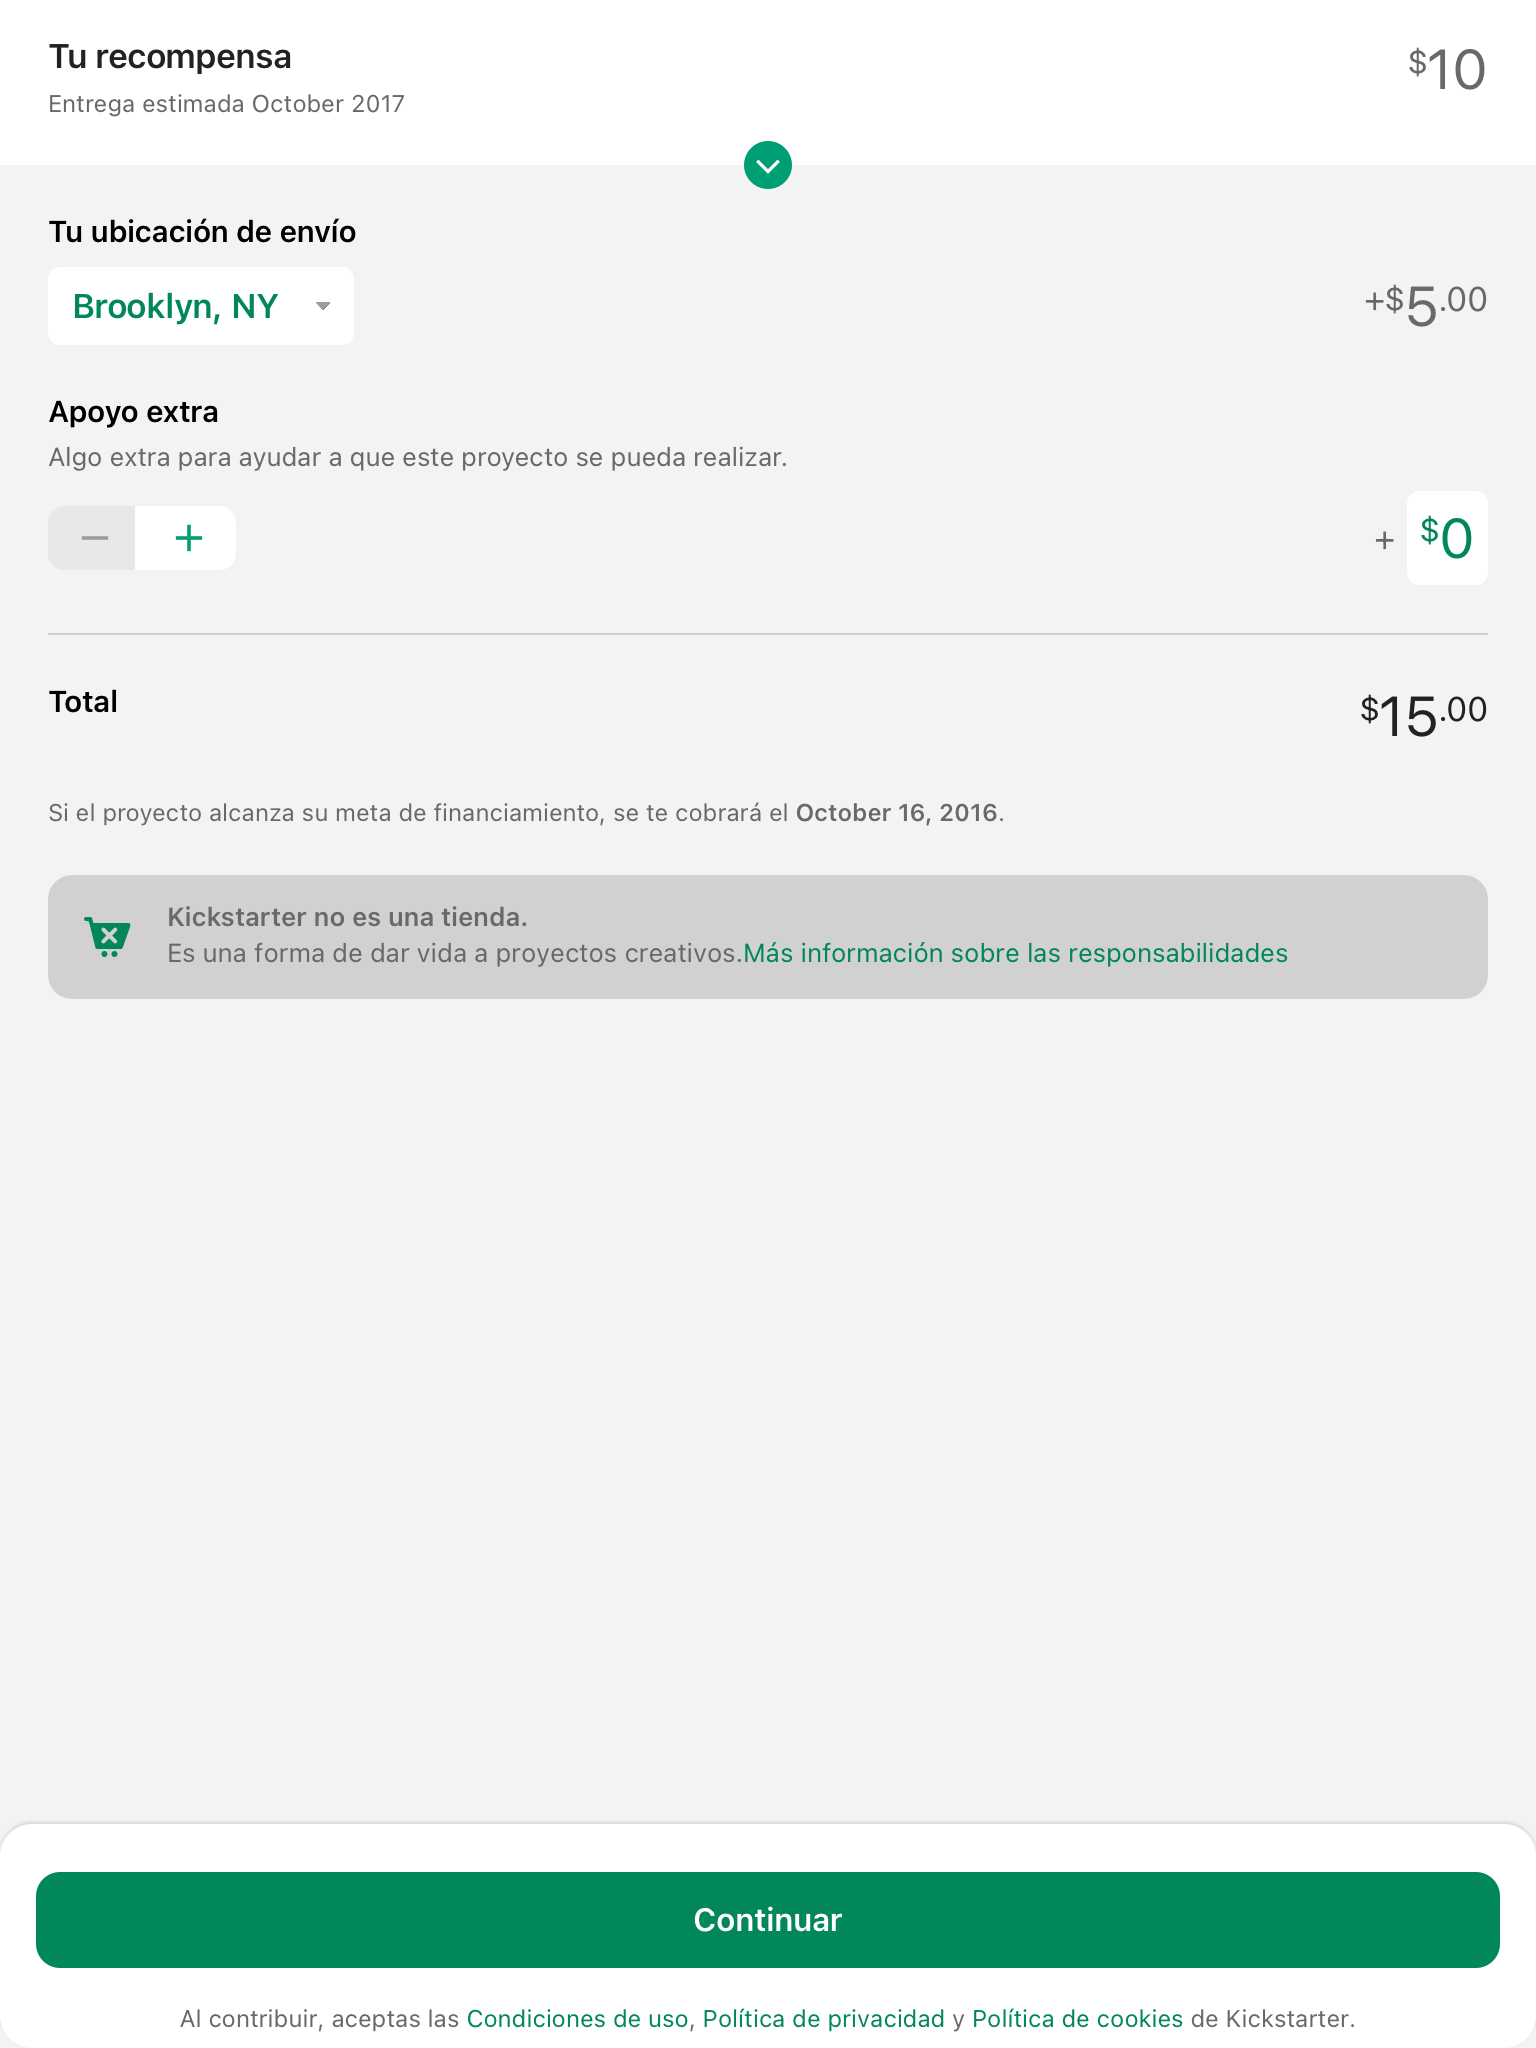 Tu recompensa
$10
Entrega estimada October 2017
Tu ubicación de envío
Brooklyn, NY
+$5.00
Apoyo extra
Algo extra para ayudar a que este proyecto se pueda realizar.
+ $0
Total
$15.00
Si el proyecto alcanza su meta de financiamiento, se te cobrará el October 16, 2016.
Kickstarter no es una tienda.
Es una forma de dar vida a proyectos creativos.Más información sobre las responsabilidades
Continuar
Al contribuir, aceptas las Condiciones de uso, Política de privacidad y Política de cookies de Kickstarter.